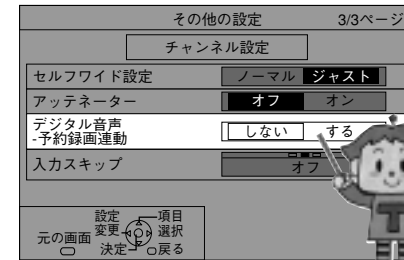 その他の設定 3/3ページ
チャンネル設定
セルフワイド設定 ノーマル ジャスト
アッテネーター オフ オン
デジタル音声
-予約録画連動 しない する
入力スキップ オフ
設定 項目
変更 選択
元の画面 決定 戻る
T